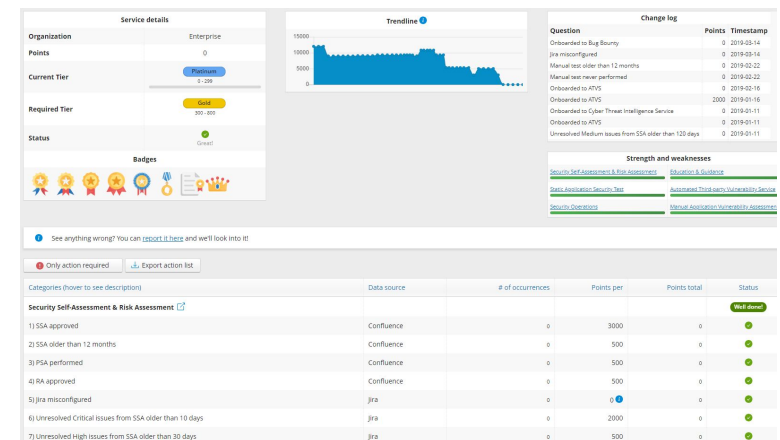 Service details
Organization Enterprise
Points 0
Current Tier Platinum
0 - 299
Required Tier Gold
300 - 899
Status Great!
Badges
Trendline
15000
10000
5000
0
Change log
Question Points Timestamp
Onboarded to Bug Bounty 0 2019-03-14
Jira misconfigured 0 2019-03-14
Manual test older than 12 months 0 2019-02-22
Manual test never performed 0 2019-02-22
Onboarded to ATVS 0 2019-02-16
Onboarded to ATVS 2000 2019-01-16
Onboarded to Cyber Threat Intelligence Service 0 2019-01-11
Onboarded to ATVS 0 2019-01-11
Unresolved Medium issues from SSA older than 120 days 0 2019-01-11
Strength and weaknesses
Security Self-Assessment & Risk Assessment Education & Guidance
Static Application Security Test Automated Third-party Vulnerability Service
Security Operations Manual Application Vulnerability Assessmen
See anything wrong? You can report it here and we'll look into it!
Only action required Export action list
Categories (hover to see description) Data source # of occurrences Points per Points total Status
Security Self-Assessment & Risk Assessment Well done!
1) SSA approved Confluence 0 3000 0
2) SSA older than 12 months Confluence 0 500 0
3) PSA performed Confluence 0 500 0
4) RA approved Confluence 0 500 0
5) Jira misconfigured Jira 0 0 0
6) Unresolved Critical issues from SSA older than 10 days Jira 0 2000 0
7) Unresolved High issues from SSA older than 30 days Jira 0 500 0